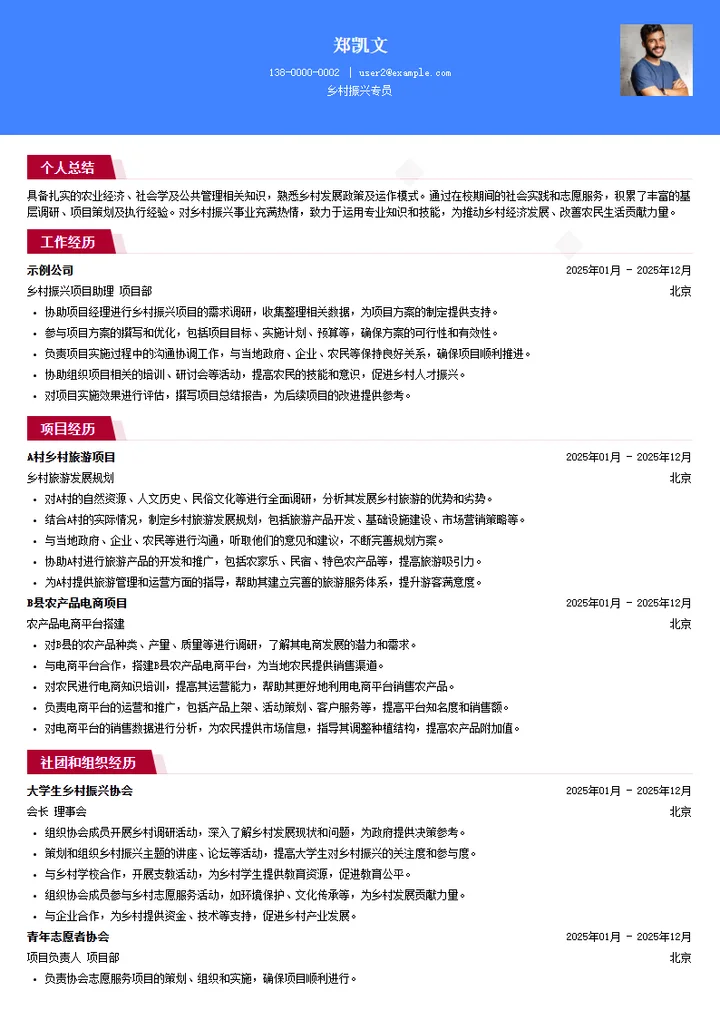 郑凯文
138-0000-0002 | user2@example.com
乡村振兴专员
个人总结
具备扎实的农业经济、社会学及公共管理相关知识，熟悉乡村发展政策及运作模式。通过在校期间的社会实践和志愿服务，积累了丰富的基
层调研、项目策划及执行经验。对乡村振兴事业充满热情，致力于运用专业知识和技能，为推动乡村经济发展、改善农民生活贡献力量。
工作经历
示例公司 2025年01月 - 2025年12月
乡村振兴项目助理 项目部 北京
• 协助项目经理进行乡村振兴项目的需求调研，收集整理相关数据，为项目方案的制定提供支持。
• 参与项目方案的撰写和优化，包括项目目标、实施计划、预算等，确保方案的可行性和有效性。
• 负责项目实施过程中的沟通协调工作，与当地政府、企业、农民等保持良好关系，确保项目顺利推进。
• 协助组织项目相关的培训、研讨会等活动，提高农民的技能和意识，促进乡村人才振兴。
• 对项目实施效果进行评估，撰写项目总结报告，为后续项目的改进提供参考。
项目经历
A村乡村旅游项目 2025年01月 - 2025年12月
乡村旅游发展规划 北京
• 对A村的自然资源、人文历史、民俗文化等进行全面调研，分析其发展乡村旅游的优势和劣势。
• 结合A村的实际情况，制定乡村旅游发展规划，包括旅游产品开发、基础设施建设、市场营销策略等。
• 与当地政府、企业、农民等进行沟通，听取他们的意见和建议，不断完善规划方案。
• 协助A村进行旅游产品的开发和推广，包括农家乐、民宿、特色农产品等，提高旅游吸引力。
• 为A村提供旅游管理和运营方面的指导，帮助其建立完善的旅游服务体系，提升游客满意度。
B县农产品电商项目 2025年01月 - 2025年12月
农产品电商平台搭建 北京
• 对B县的农产品种类、产量、质量等进行调研，了解其电商发展的潜力和需求。
• 与电商平台合作，搭建B县农产品电商平台，为当地农民提供销售渠道。
• 对农民进行电商知识培训，提高其运营能力，帮助其更好地利用电商平台销售农产品。
• 负责电商平台的运营和推广，包括产品上架、活动策划、客户服务等，提高平台知名度和销售额。
• 对电商平台的销售数据进行分析，为农民提供市场信息，指导其调整种植结构，提高农产品附加值。
社团和组织经历
大学生乡村振兴协会 2025年01月 - 2025年12月
会长 理事会 北京
• 组织协会成员开展乡村调研活动，深入了解乡村发展现状和问题，为政府提供决策参考。
• 策划和组织乡村振兴主题的讲座、论坛等活动，提高大学生对乡村振兴的关注度和参与度。
• 与乡村学校合作，开展支教活动，为乡村学生提供教育资源，促进教育公平。
• 组织协会成员参与乡村志愿服务活动，如环境保护、文化传承等，为乡村发展贡献力量。
• 与企业合作，为乡村提供资金、技术等支持，促进乡村产业发展。
青年志愿者协会 2025年01月 - 2025年12月
项目负责人 项目部 北京
• 负责协会志愿服务项目的策划、组织和实施，确保项目顺利进行。